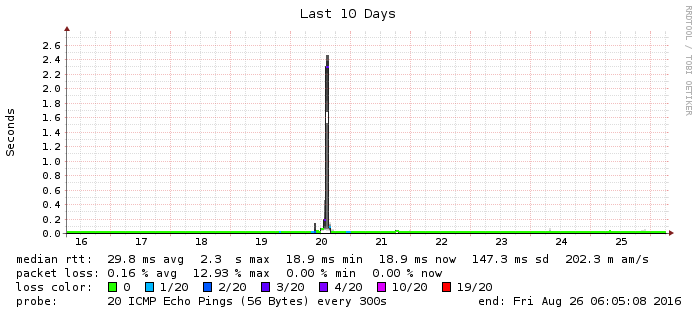 Last 10 Days
RRDTOOL / TOBI OETIKER
Seconds
2.6
2.4
2.2
2.0
1.8
1.6
1.4
1.2
1.0
0.8
0.6
0.4
0.2
0.0
16 17 18 19 20 21 22 23 24 25
median rtt: 29.8 ms avg 2.3 s max 18.9 ms min 18.9 ms now 147.3 ms sd 202.3 m am/s
packet loss: 0.16 % avg 12.93 % max 0.00 % min 0.00 % now
loss color: 0 1/20 2/20 3/20 4/20 10/20 19/20
probe: 20 ICMP Echo Pings (56 Bytes) every 300s end: Fri Aug 26 06:05:08 2016